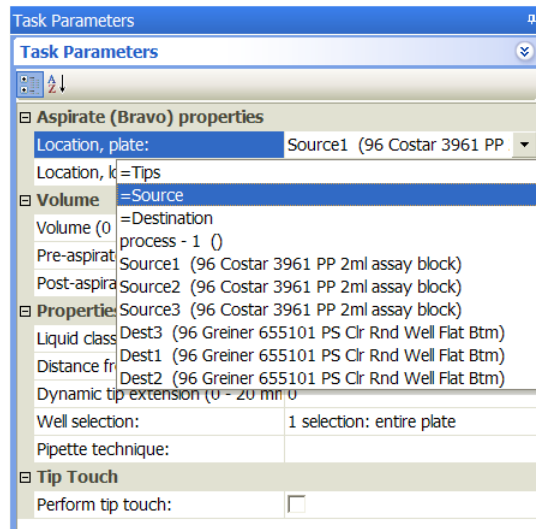 Task Parameters
Task Parameters
Aspirate (Bravo) properties
Location, plate: Source1 (96 Costar 3961 PP
Location, l
=Tips
=Source
=Destination
process - 1 ()
Source1 (96 Costar 3961 PP 2ml assay block)
Source2 (96 Costar 3961 PP 2ml assay block)
Source3 (96 Costar 3961 PP 2ml assay block)
Dest3 (96 Greiner 655101 PS Clr Rnd Well Flat Btm)
Dest1 (96 Greiner 655101 PS Clr Rnd Well Flat Btm)
Dest2 (96 Greiner 655101 PS Clr Rnd Well Flat Btm)
Volume
Volume (0
Pre-aspirat
Post-aspira
Properties
Liquid class
Distance fr
Dynamic tip extension (0 - 20 mm 0
Well selection: 1 selection: entire plate
Pipette technique:
Tip Touch
Perform tip touch: